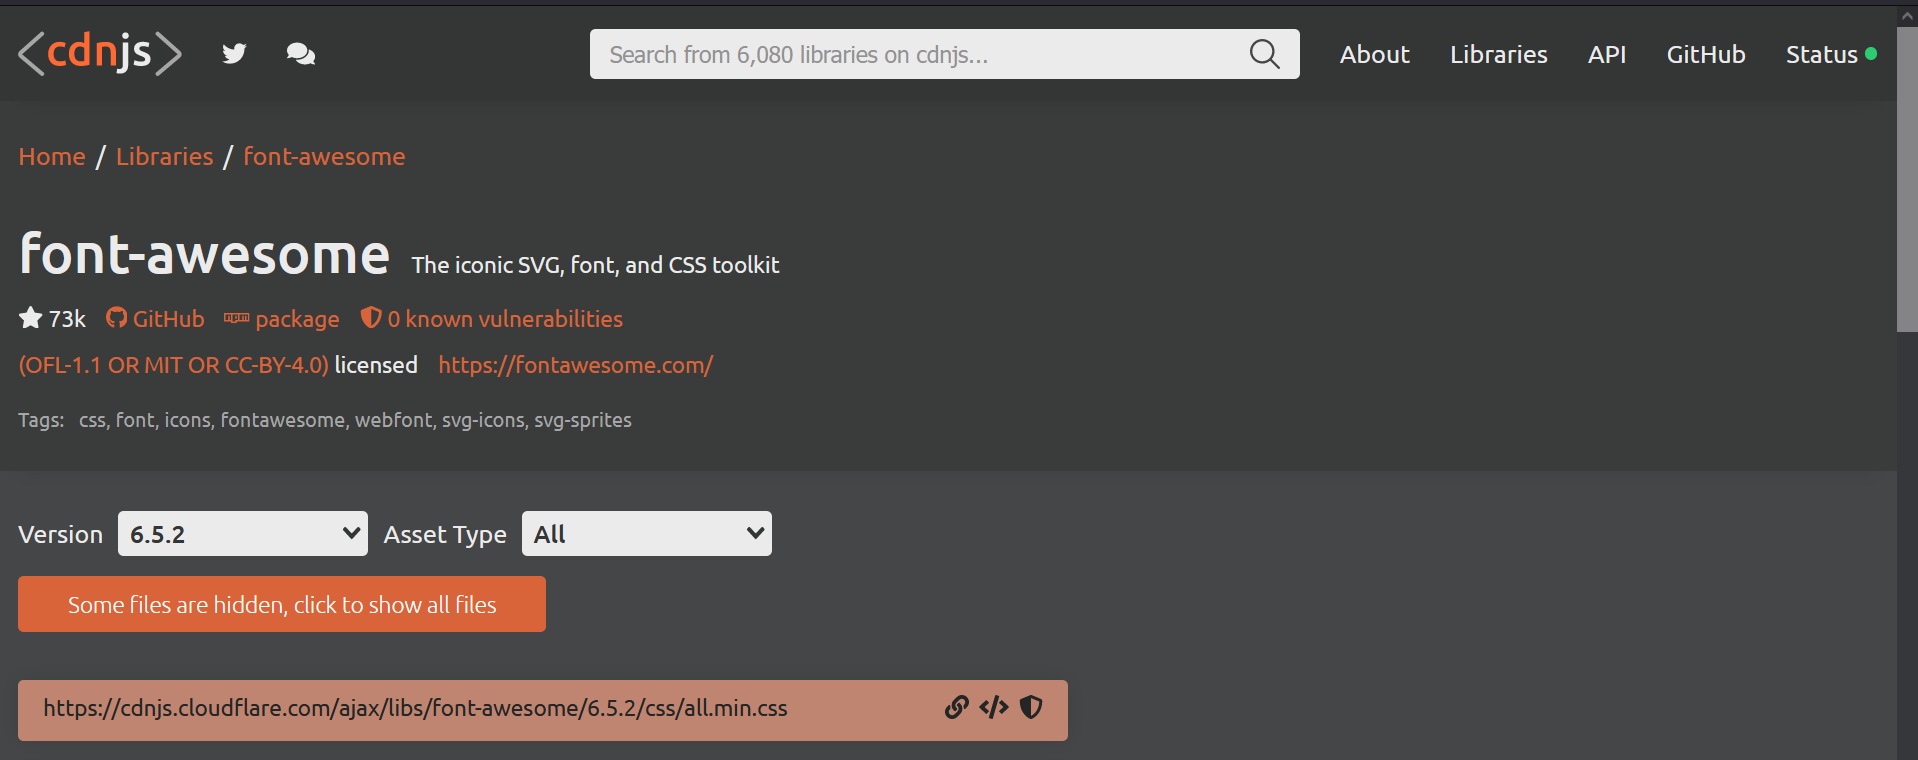 <cdnjs>
Search from 6,080 libraries on cdnjs...
About Libraries API GitHub Status
Home / Libraries / font-awesome
font-awesome The iconic SVG, font, and CSS toolkit
73k GitHub npm package 0 known vulnerabilities
(OFL-1.1 OR MIT OR CC-BY-4.0) licensed https://fontawesome.com/
Tags: css, font, icons, fontawesome, webfont, svg-icons, svg-sprites
Version 6.5.2 Asset Type All
Some files are hidden, click to show all files
https://cdnjs.cloudflare.com/ajax/libs/font-awesome/6.5.2/css/all.min.css </>